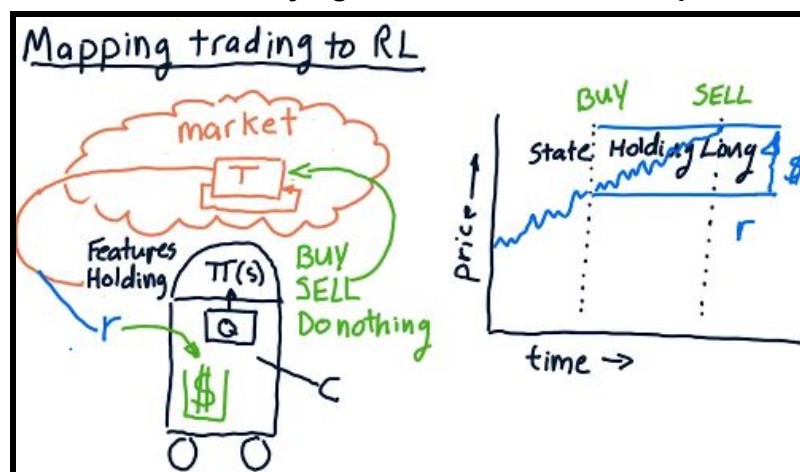 Mapping trading to RL
market
T
Features
Holding
π(s)
Q
r
$
C
BUY
SELL
Do nothing
BUY SELL
State Holding Long
$
r
price
time